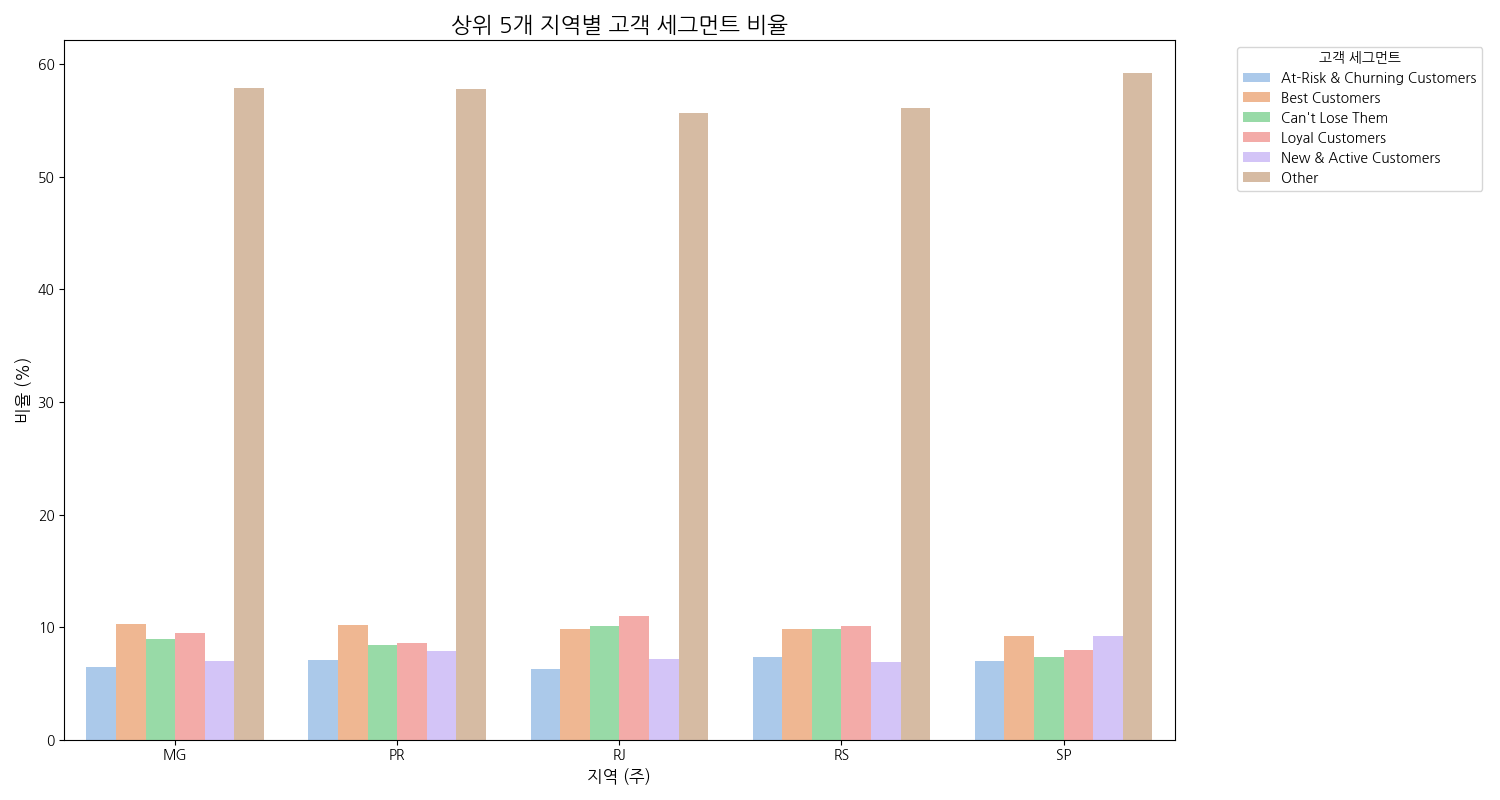 상위 5개 지역별 고객 세그먼트 비율
고객 세그먼트
At-Risk & Churning Customers
Best Customers
Can't Lose Them
Loyal Customers
New & Active Customers
Other
비율 (%)
60
50
40
30
20
10
0
MG PR RJ RS SP
지역 (주)